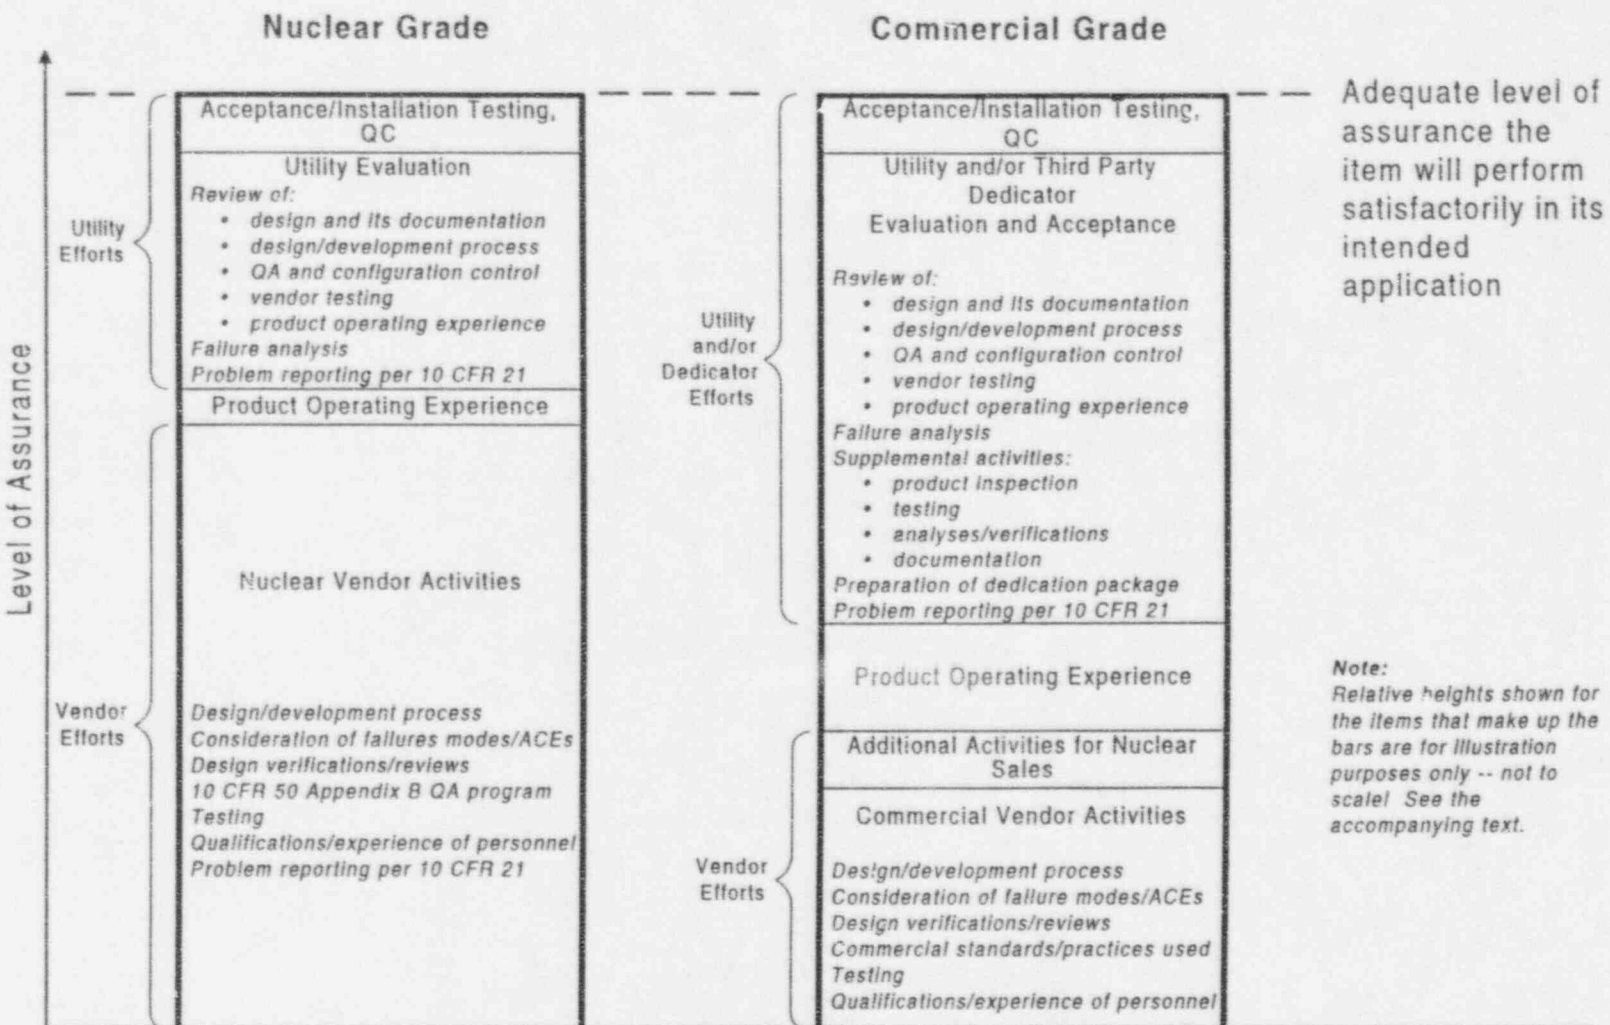 Nuclear Grade
Commercial Grade
Level of Assurance
Utility
Efforts
Vendor
Efforts
Acceptance/Installation Testing,
QC
Utility Evaluation
Review of:
• design and its documentation
• design/development process
• QA and configuration control
• vendor testing
• product operating experience
Failure analysis
Problem reporting per 10 CFR 21
Product Operating Experience
Nuclear Vendor Activities
Design/development process
Consideration of failures modes/ACEs
Design verifications/reviews
10 CFR 50 Appendix B QA program
Testing
Qualifications/experience of personnel
Problem reporting per 10 CFR 21
Utility
and/or
Dedicator
Efforts
Vendor
Efforts
Acceptance/Installation Testing,
QC
Utility and/or Third Party
Dedicator
Evaluation and Acceptance
Review of:
• design and its documentation
• design/development process
• QA and configuration control
• vendor testing
• product operating experience
Failure analysis
Supplemental activities:
• product inspection
• testing
• analyses/verifications
• documentation
Preparation of dedication package
Problem reporting per 10 CFR 21
Product Operating Experience
Additional Activities for Nuclear
Sales
Commercial Vendor Activities
Design/development process
Consideration of failure modes/ACEs
Design verifications/reviews
Commercial standards/practices used
Testing
Qualifications/experience of personnel
Adequate level of
assurance the
item will perform
satisfactorily in its
intended
application
Note:
Relative heights shown for
the items that make up the
bars are for illustration
purposes only -- not to
scale! See the
accompanying text.